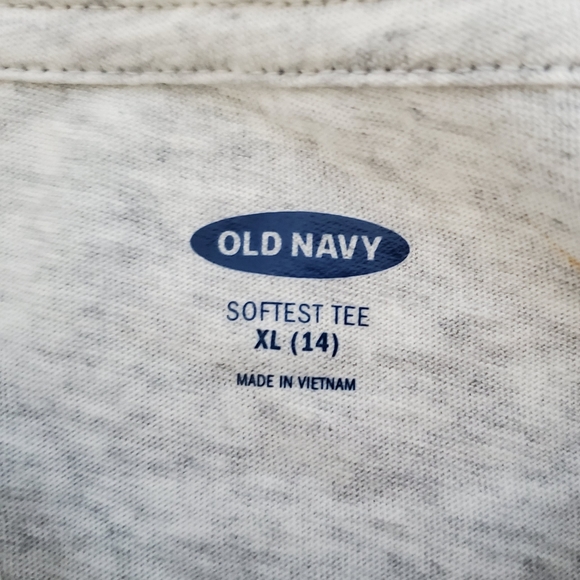 OLD NAVY
SOFTEST TEE
XL (14)
MADE IN VIETNAM